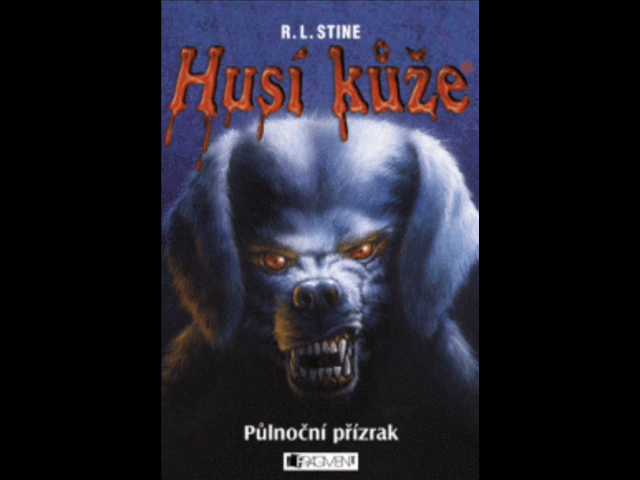 R. L. STINE
Husí kůže
Půlnoční přízrak
FRAGMENT